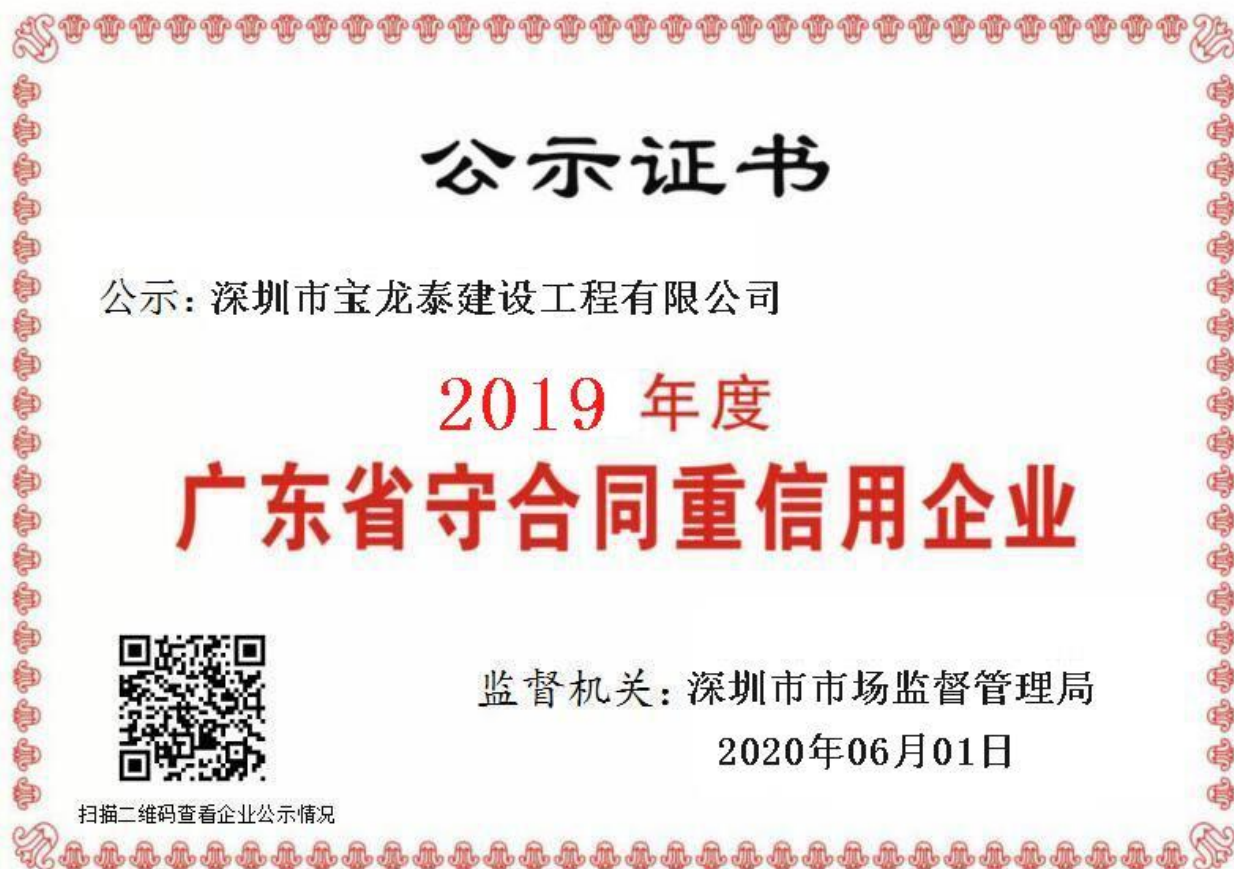 公示证书
公示：深圳市宝龙泰建设工程有限公司
2019 年度
广东省守合同重信用企业
监督机关：深圳市市场监督管理局
2020年06月01日
扫描二维码查看企业公示情况